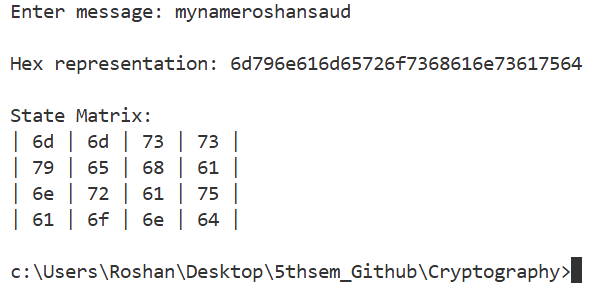 Enter message: mynameroshansaud
Hex representation: 6d796e616d65726f7368616e73617564
State Matrix:
| 6d | 6d | 73 | 73 |
| 79 | 65 | 68 | 61 |
| 6e | 72 | 61 | 75 |
| 61 | 6f | 6e | 64 |
c:\Users\Roshan\Desktop\5thsem_Github\Cryptography>